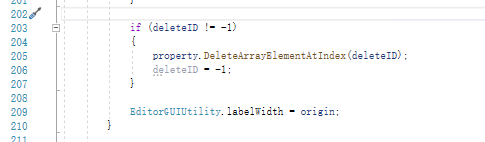 201 }
202
203 if (deleteID != -1)
204 {
205 property.DeleteArrayElementAtIndex(deleteID);
206 deleteID = -1;
207 }
208
209 EditorGUIUtility.labelWidth = origin;
210 }
211